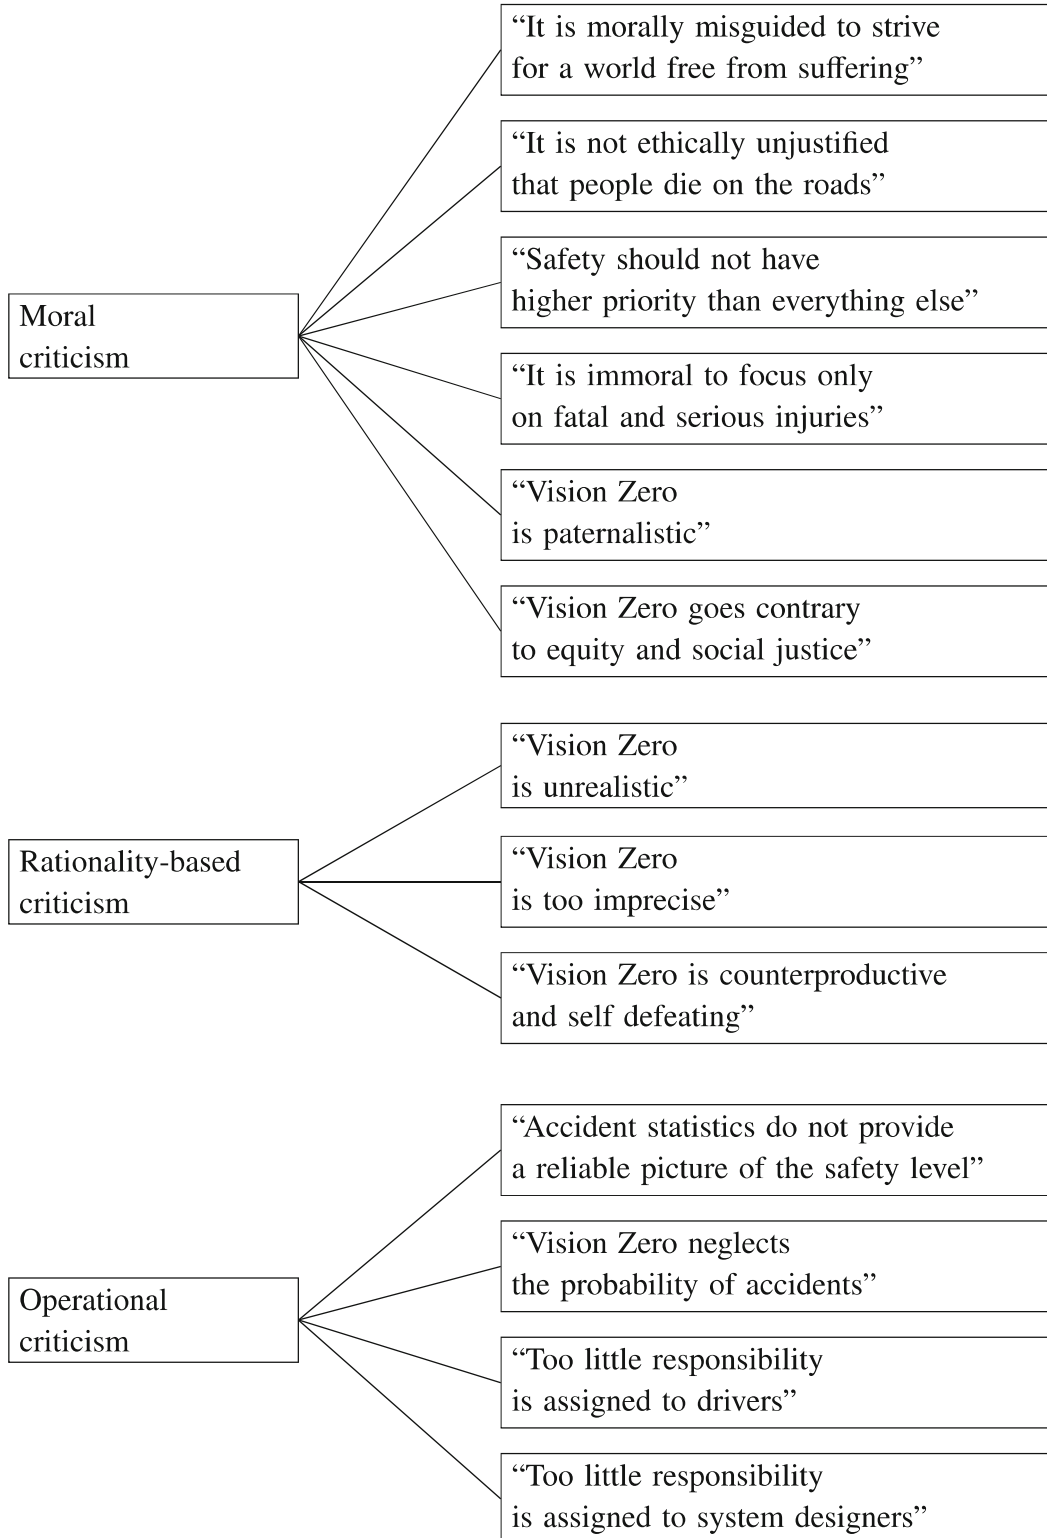 “It is morally misguided to strive
for a world free from suffering”
“It is not ethically unjustified
that people die on the roads”
“Safety should not have
higher priority than everything else”
Moral
criticism
“It is immoral to focus only
on fatal and serious injuries”
“Vision Zero
is paternalistic”
“Vision Zero goes contrary
to equity and social justice”
“Vision Zero
is unrealistic”
Rationality-based
criticism
“Vision Zero
is too imprecise”
“Vision Zero is counterproductive
and self defeating”
“Accident statistics do not provide
a reliable picture of the safety level”
“Vision Zero neglects
the probability of accidents”
Operational
criticism
“Too little responsibility
is assigned to drivers”
“Too little responsibility
is assigned to system designers”